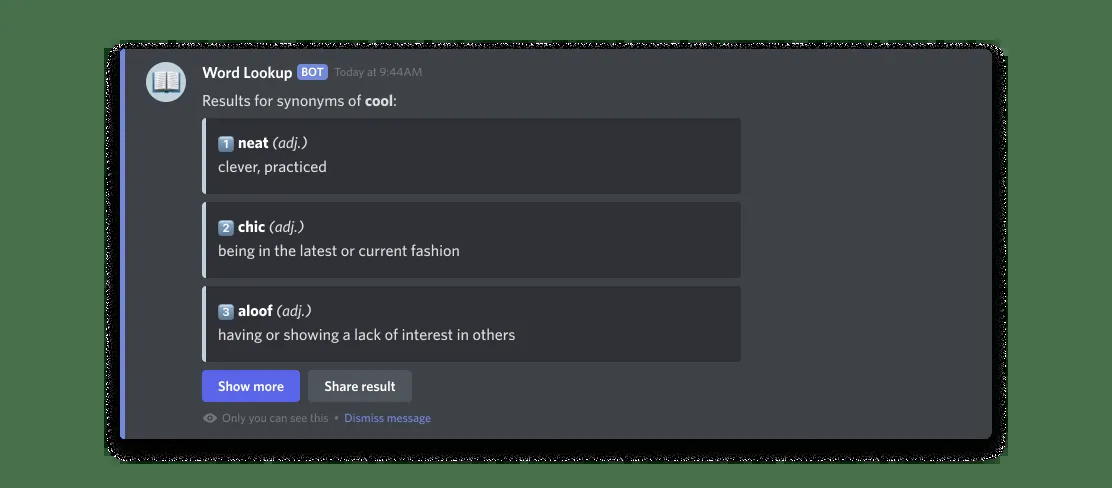 Word Lookup BOT Today at 9:44AM
Results for synonyms of cool:
1 neat (adj.)
clever, practiced
2 chic (adj.)
being in the latest or current fashion
3 aloof (adj.)
having or showing a lack of interest in others
Show more Share result
Only you can see this • Dismiss message